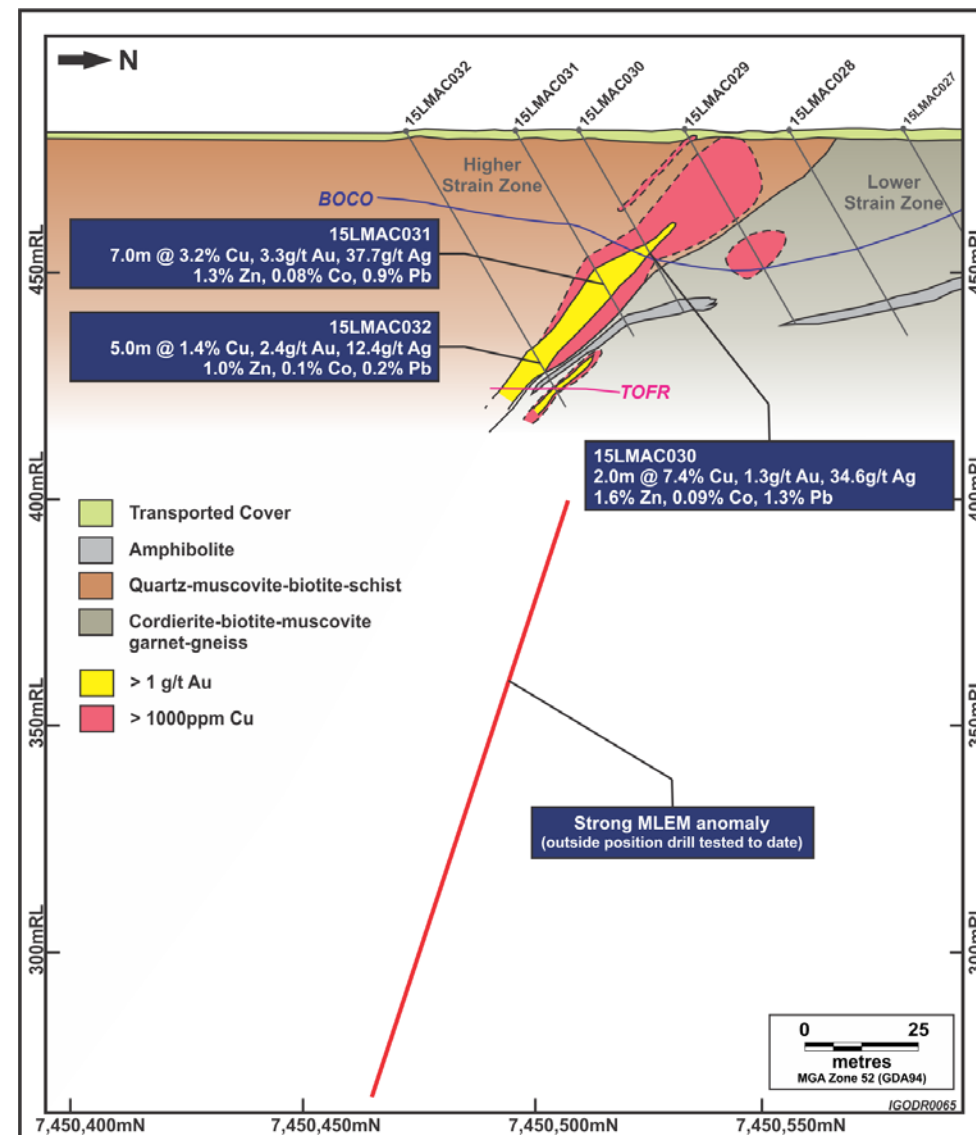 N
15LMAC032
15LMAC031
15LMAC030
15LMAC029
15LMAC028
15LMAC027
Higher
Strain Zone
Lower
Strain Zone
BOCO
15LMAC031
7.0m @ 3.2% Cu, 3.3g/t Au, 37.7g/t Ag
1.3% Zn, 0.08% Co, 0.9% Pb
450mRL
450mRL
15LMAC032
5.0m @ 1.4% Cu, 2.4g/t Au, 12.4g/t Ag
1.0% Zn, 0.1% Co, 0.2% Pb
TOFR
15LMAC030
2.0m @ 7.4% Cu, 1.3g/t Au, 34.6g/t Ag
1.6% Zn, 0.09% Co, 1.3% Pb
400mRL
400mRL
Transported Cover
Amphibolite
Quartz-muscovite-biotite-schist
Cordierite-biotite-muscovite
garnet-gneiss
> 1 g/t Au
> 1000ppm Cu
350mRL
350mRL
Strong MLEM anomaly
(outside position drill tested to date)
300mRL
300mRL
0 25
metres
MGA Zone 52 (GDA94)
IGODR0065
7,450,400mN 7,450,450mN 7,450,500mN 7,450,550mN